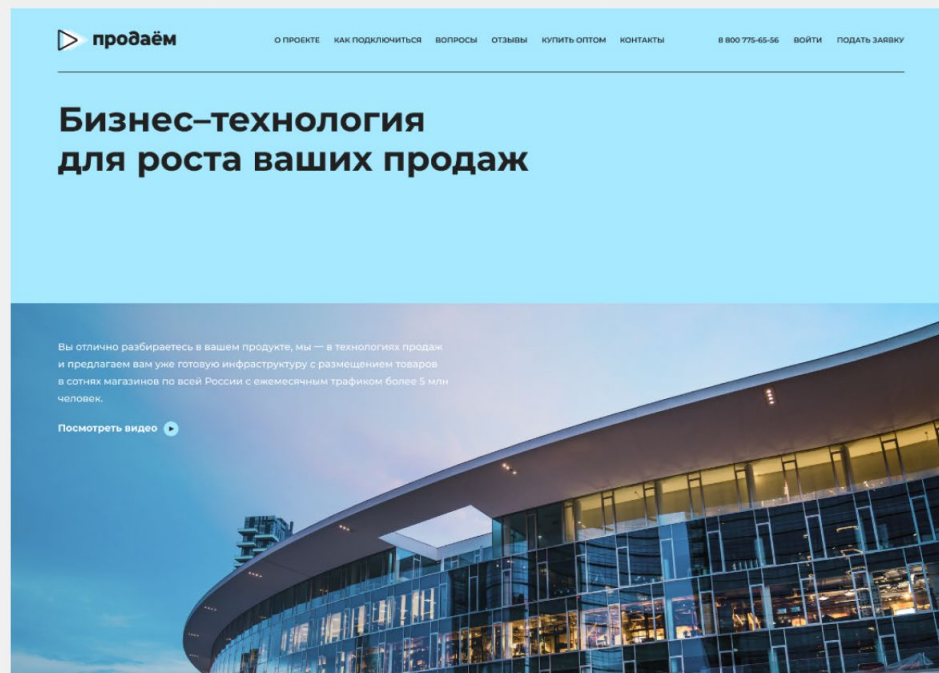 продаём
О ПРОЕКТЕ КАК ПОДКЛЮЧИТЬСЯ ВОПРОСЫ ОТЗЫВЫ КУПИТЬ ОПТОМ КОНТАКТЫ 8 800 775-65-56 ВОЙТИ ПОДАТЬ ЗАЯВКУ
Бизнес–технология
для роста ваших продаж
Вы отлично разбираетесь в вашем продукте, мы — в технологиях продаж
и предлагаем вам уже готовую инфраструктуру с размещением товаров
в сотнях магазинов по всей России с ежемесячным трафиком более 5 млн
человек.
Посмотреть видео